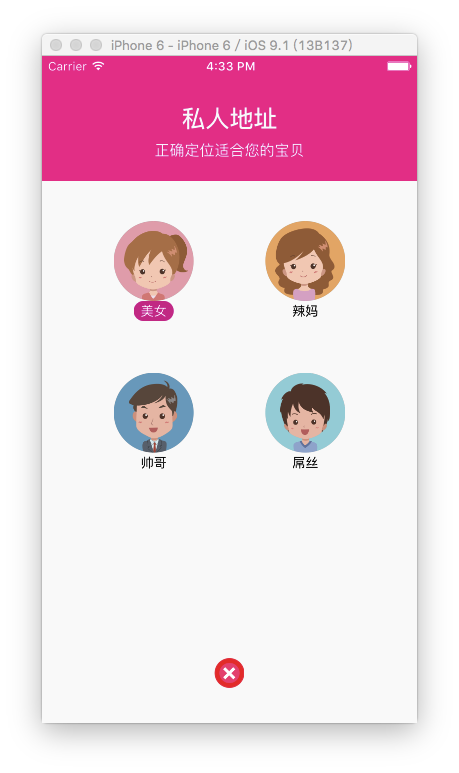 iPhone 6 - iPhone 6 / iOS 9.1 (13B137)
Carrier 4:33 PM
私人地址
正确定位适合您的宝贝
美女 辣妈
帅哥 屌丝